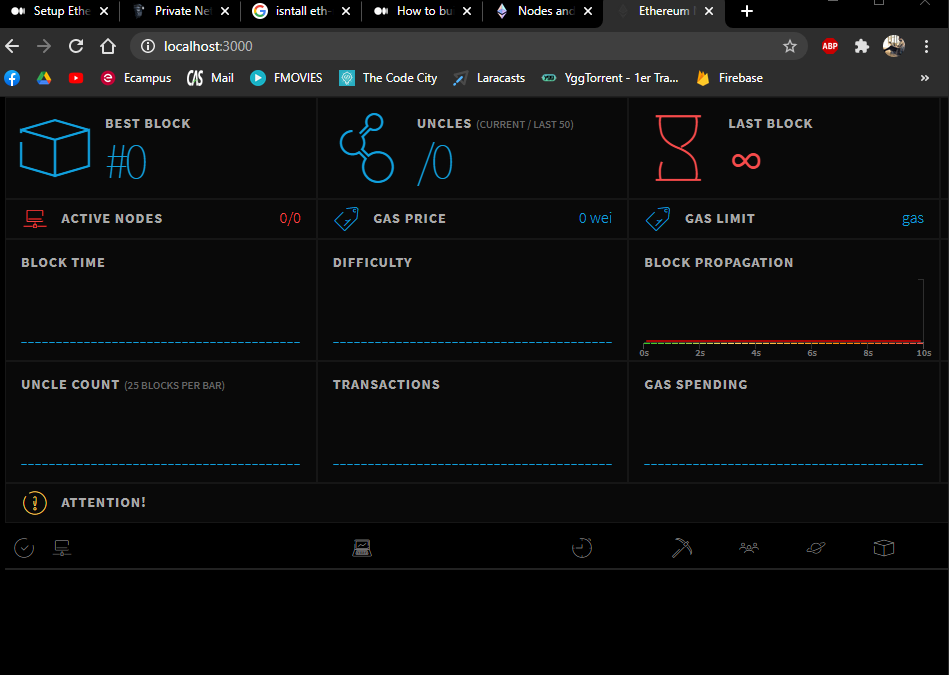 Setup Ethe
Private Net
isntall eth-
How to bu
Nodes and
Ethereum
localhost:3000
ABP
Ecampus
CAS Mail
FMOVIES
The Code City
Laracasts
YggTorrent - 1er Tra...
Firebase
»
BEST BLOCK
#0
UNCLES (CURRENT / LAST 50)
/0
LAST BLOCK
∞
ACTIVE NODES 0/0
GAS PRICE 0 wei
GAS LIMIT gas
BLOCK TIME
DIFFICULTY
BLOCK PROPAGATION
0s 2s 4s 6s 8s 10s
UNCLE COUNT (25 BLOCKS PER BAR)
TRANSACTIONS
GAS SPENDING
ATTENTION!